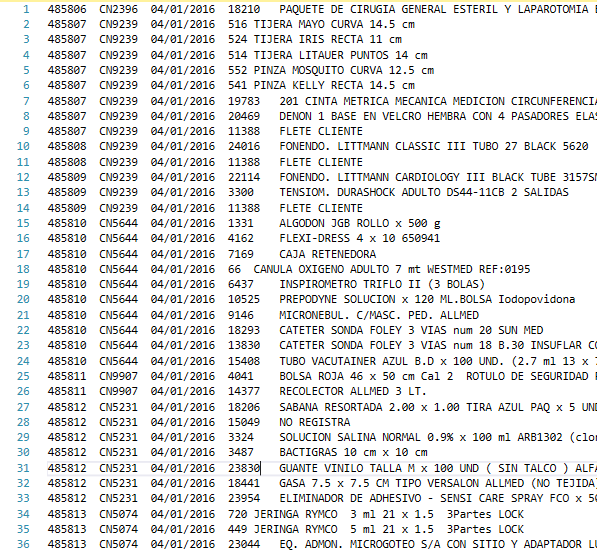 1 485806 CN2396 04/01/2016 18210 PAQUETE DE CIRUGIA GENERAL ESTERIL Y LAPAROTOMIA
2 485807 CN9239 04/01/2016 516 TIJERA MAYO CURVA 14.5 cm
3 485807 CN9239 04/01/2016 524 TIJERA IRIS RECTA 11 cm
4 485807 CN9239 04/01/2016 514 TIJERA LITAUER PUNTOS 14 cm
5 485807 CN9239 04/01/2016 552 PINZA MOSQUITO CURVA 12.5 cm
6 485807 CN9239 04/01/2016 541 PINZA KELLY RECTA 14.5 cm
7 485807 CN9239 04/01/2016 19783 201 CINTA METRICA MECANICA MEDICION CIRCUNFERENCIA
8 485807 CN9239 04/01/2016 20469 DENON 1 BASE EN VELCRO HEMBRA CON 4 PASADORES ELAS
9 485807 CN9239 04/01/2016 11388 FLETE CLIENTE
10 485808 CN9239 04/01/2016 24016 FONENDO. LITTMANN CLASSIC III TUBO 27 BLACK 5620
11 485808 CN9239 04/01/2016 11388 FLETE CLIENTE
12 485809 CN9239 04/01/2016 22114 FONENDO. LITTMANN CARDIOLOGY III BLACK TUBE 3157SM
13 485809 CN9239 04/01/2016 3300 TENSIOM. DURASHOCK ADULTO DS44-11CB 2 SALIDAS
14 485809 CN9239 04/01/2016 11388 FLETE CLIENTE
15 485810 CN5644 04/01/2016 1331 ALGODON JGB ROLLO x 500 g
16 485810 CN5644 04/01/2016 4162 FLEXI-DRESS 4 x 10 650941
17 485810 CN5644 04/01/2016 7169 CAJA RETENEDORA
18 485810 CN5644 04/01/2016 66 CANULA OXIGENO ADULTO 7 mt WESTMED REF:0195
19 485810 CN5644 04/01/2016 6437 INSPIROMETRO TRIFLO II (3 BOLAS)
20 485810 CN5644 04/01/2016 10525 PREPODYNE SOLUCION x 120 ML.BOLSA Iodopovidona
21 485810 CN5644 04/01/2016 9146 MICRONEBUL. C/MASC. PED. ALLMED
22 485810 CN5644 04/01/2016 18293 CATETER SONDA FOLEY 3 VIAS num 20 SUN MED
23 485810 CN5644 04/01/2016 13830 CATETER SONDA FOLEY 3 VIAS num 18 B.30 INSUFLAR CO
24 485810 CN5644 04/01/2016 15408 TUBO VACUTAINER AZUL B.D x 100 UND. (2.7 ml 13 x 7
25 485811 CN9907 04/01/2016 4041 BOLSA ROJA 46 x 50 cm Cal 2 ROTULO DE SEGURIDAD
26 485811 CN9907 04/01/2016 14377 RECOLECTOR ALLMED 3 LT.
27 485812 CN5231 04/01/2016 18206 SABANA RESORTADA 2.00 x 1.00 TIRA AZUL PAQ x 5 UND
28 485812 CN5231 04/01/2016 15049 NO REGISTRA
29 485812 CN5231 04/01/2016 3324 SOLUCION SALINA NORMAL 0.9% x 100 ml ARB1302 (clor
30 485812 CN5231 04/01/2016 3487 BACTIGRAS 10 cm x 10 cm
31 485812 CN5231 04/01/2016 23830 GUANTE VINILO TALLA M x 100 UND ( SIN TALCO ) ALFA
32 485812 CN5231 04/01/2016 18441 GASA 7.5 x 7.5 CM TIPO VERSALON ALLMED (NO TEJIDA)
33 485812 CN5231 04/01/2016 23954 ELIMINADOR DE ADHESIVO - SENSI CARE SPRAY FCO x 50
34 485813 CN5074 04/01/2016 720 JERINGA RYMCO 3 ml 21 x 1.5 3Partes LOCK
35 485813 CN5074 04/01/2016 449 JERINGA RYMCO 5 ml 21 x 1.5 3Partes LOCK
36 485813 CN5074 04/01/2016 23044 EQ. ADMON. MICROGOTEO S/A CON SITIO Y ADAPTADOR LU